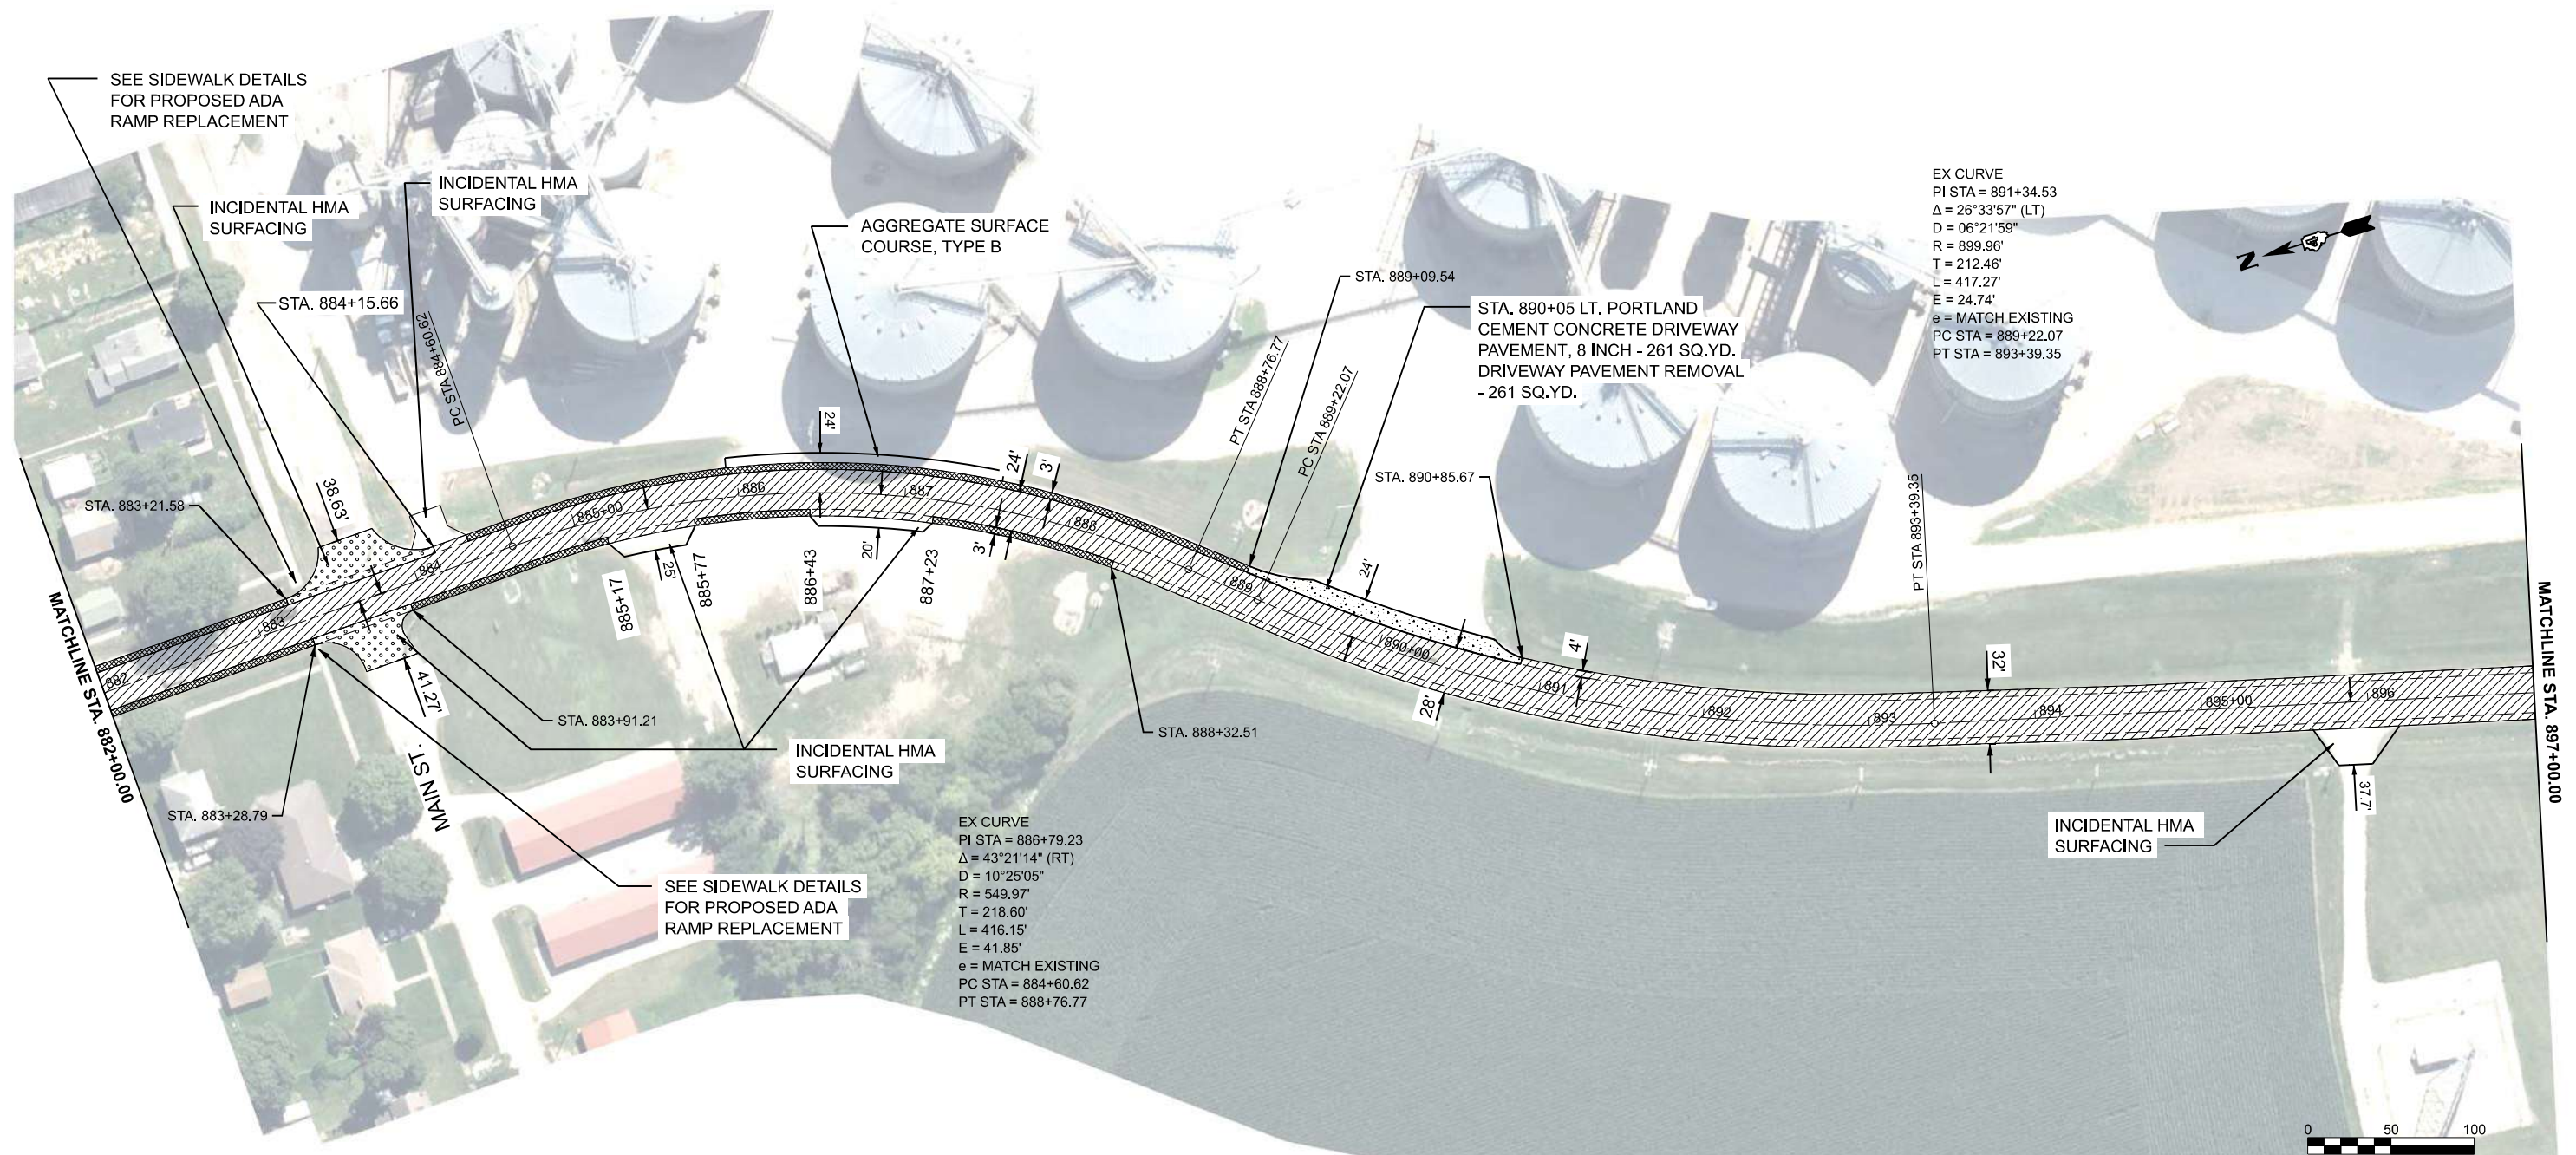 SEE SIDEWALK DETAILS
FOR PROPOSED ADA
RAMP REPLACEMENT
INCIDENTAL HMA
SURFACING
INCIDENTAL HMA
SURFACING
STA. 884+15.66
PC STA 884+60.62
AGGREGATE SURFACE
COURSE, TYPE B
STA. 889+09.54
PT STA 888+76.77
PC STA 889+22.07
STA. 890+05 LT. PORTLAND
CEMENT CONCRETE DRIVEWAY
PAVEMENT, 8 INCH - 261 SQ.YD.
DRIVEWAY PAVEMENT REMOVAL
- 261 SQ.YD.
EX CURVE
PI STA = 891+34.53
Δ = 26°33'57" (LT)
D = 06°21'59"
R = 899.96'
T = 212.46'
L = 417.27'
E = 24.74'
e = MATCH EXISTING
PC STA = 889+22.07
PT STA = 893+39.35
N
STA. 883+21.58
38.63'
24'
24'
3'
STA. 890+85.67
24'
4'
PT STA 893+39.35
32'
MATCHLINE STA. 882+00.00
882
883
884
885+00
886
887
888
889
890+00
891
892
893
894
895+00
896
MATCHLINE STA. 897+00.00
885+17
25'
885+77
886+43
20'
887+23
3'
28'
37.7'
41.27'
MAIN ST.
STA. 883+91.21
STA. 888+32.51
INCIDENTAL HMA
SURFACING
STA. 883+28.79
SEE SIDEWALK DETAILS
FOR PROPOSED ADA
RAMP REPLACEMENT
EX CURVE
PI STA = 886+79.23
Δ = 43°21'14" (RT)
D = 10°25'05"
R = 549.97'
T = 218.60'
L = 416.15'
E = 41.85'
e = MATCH EXISTING
PC STA = 884+60.62
PT STA = 888+76.77
INCIDENTAL HMA
SURFACING
0 50 100